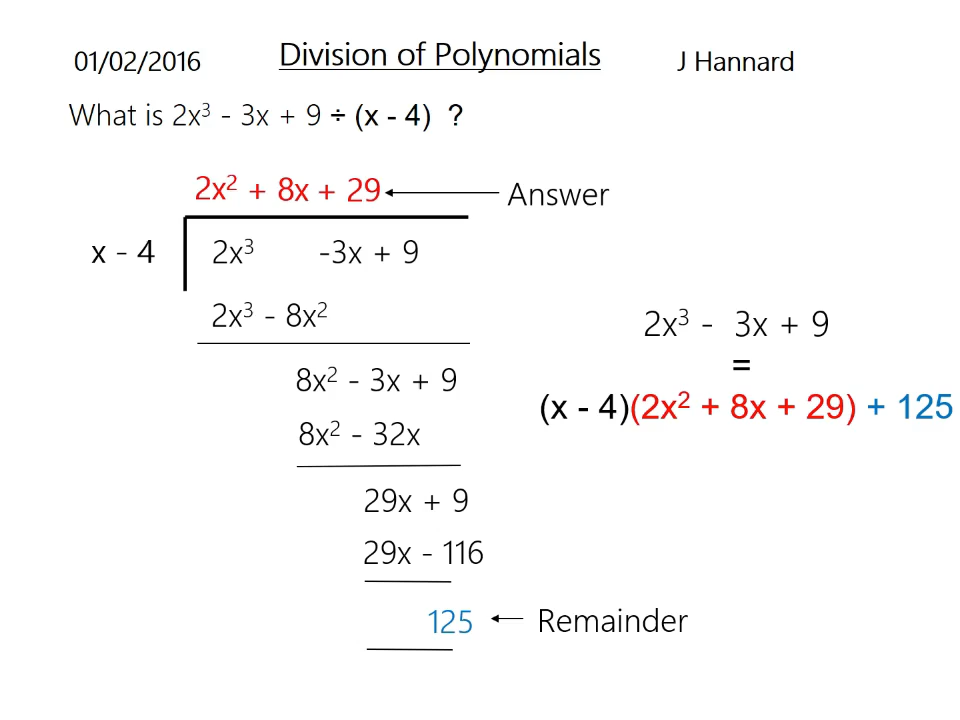 01/02/2016 Division of Polynomials J Hannard
What is 2x³ - 3x + 9 ÷ (x - 4) ?
2x² + 8x + 29 Answer
x - 4 2x³ -3x + 9
2x³ - 8x²
2x³ - 3x + 9
=
(x - 4)(2x² + 8x + 29) + 125
8x² - 3x + 9
8x² - 32x
29x + 9
29x - 116
125 Remainder